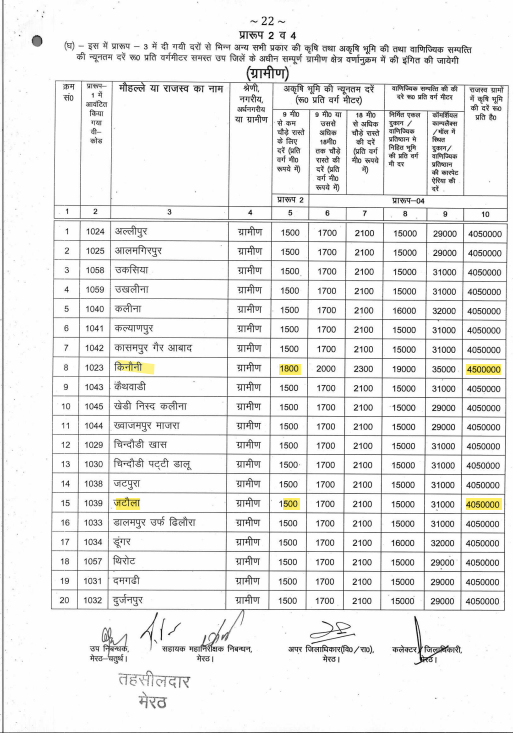 ~ 22 ~
प्रारूप 2 व 4
(घ) – इस में प्रारूप – 3 में दी गयी दरों से भिन्न अन्य सभी प्रकार की कृषि तथा अकृषि भूमि की तथा वाणिज्यिक सम्पत्ति
की न्यूनतम दरें रू0 प्रति वर्गमीटर समस्त उप जिले के अधीन सम्पूर्ण ग्रामीण क्षेत्र वर्णानुक्रम में की इंगित की जायेगी
(ग्रामीण)
क्रम सं0 | प्रारूप–1 में आवंटित किया गया वी–कोड | मौहल्ले या राजस्व का नाम | श्रेणी, नगरीय, अर्धनगरीय या ग्रामीण | अकृषि भूमि की न्यूनतम दरें (रू0 प्रति वर्ग मीटर) | वाणिज्यिक सम्पत्ति की की दरें रू0 प्रति वर्ग मीटर | राजस्व ग्रामों में कृषि भूमि की दरें रू0 प्रति है0
9 मी0 से कम चौड़े रास्ते के लिए दरें (प्रति वर्ग मी0 रूपये में) | 9 मी0 या उससे अधिक 18मी0 तक चौड़े रास्ते की दरें (प्रति वर्ग मी0 रूपये में) | 18 मी0 से अधिक चौड़े रास्ते की दरें (प्रति वर्ग मी0 रूपये में) | निर्मित एकल दुकान / वाणिज्यिक प्रतिष्ठान में निहित भूमि की प्रति वर्ग मी दर | कॉमर्शियल काम्पलैक्स /मॉल में स्थित दुकान/ वाणिज्यिक प्रतिष्ठान की कारपेट ऐरिया की दरें
प्रारूप 2 | प्रारूप–04
1 | 2 | 3 | 4 | 5 | 6 | 7 | 8 | 9 | 10
1 | 1024 | अल्लीपुर | ग्रामीण | 1500 | 1700 | 2100 | 15000 | 29000 | 4050000
2 | 1025 | आलमगिरपुर | ग्रामीण | 1500 | 1700 | 2100 | 15000 | 29000 | 4050000
3 | 1058 | उकसिया | ग्रामीण | 1500 | 1700 | 2100 | 15000 | 31000 | 4050000
4 | 1059 | उखलीना | ग्रामीण | 1500 | 1700 | 2100 | 15000 | 31000 | 4050000
5 | 1040 | कलीना | ग्रामीण | 1500 | 1700 | 2100 | 16000 | 32000 | 4050000
6 | 1041 | कल्याणपुर | ग्रामीण | 1500 | 1700 | 2100 | 15000 | 31000 | 4050000
7 | 1042 | कासमपुर गैर आबाद | ग्रामीण | 1500 | 1700 | 2100 | 15000 | 31000 | 4050000
8 | 1023 | किनौनी | ग्रामीण | 1800 | 2000 | 2300 | 19000 | 35000 | 4500000
9 | 1043 | कैथवाडी | ग्रामीण | 1500 | 1700 | 2100 | 15000 | 31000 | 4050000
10 | 1045 | खेडी निस्द कलीना | ग्रामीण | 1500 | 1700 | 2100 | 15000 | 29000 | 4050000
11 | 1044 | ख्वाजमपुर माजरा | ग्रामीण | 1500 | 1700 | 2100 | 15000 | 29000 | 4050000
12 | 1029 | चिन्दौडी खास | ग्रामीण | 1500 | 1700 | 2100 | 15000 | 31000 | 4050000
13 | 1030 | चिन्दौडी पट्टी डालू | ग्रामीण | 1500 | 1700 | 2100 | 15000 | 31000 | 4050000
14 | 1038 | जटपुरा | ग्रामीण | 1500 | 1700 | 2100 | 15000 | 31000 | 4050000
15 | 1039 | जटौला | ग्रामीण | 1500 | 1700 | 2100 | 15000 | 31000 | 4050000
16 | 1033 | डालमपुर उर्फ ढिलौरा | ग्रामीण | 1500 | 1700 | 2100 | 15000 | 31000 | 4050000
17 | 1034 | डूंगर | ग्रामीण | 1500 | 1700 | 2100 | 16000 | 32000 | 4050000
18 | 1057 | थिरोट | ग्रामीण | 1500 | 1700 | 2100 | 15000 | 29000 | 4050000
19 | 1031 | दमगढी | ग्रामीण | 1500 | 1700 | 2100 | 15000 | 29000 | 4050000
20 | 1032 | दुर्जनपुर | ग्रामीण | 1500 | 1700 | 2100 | 15000 | 29000 | 4050000
उप निबन्धक, सहायक महानिरीक्षक निबन्धन, अपर जिलाधिकार(वि0/रा0), कलेक्टर/जिलाधिकारी,
मेरठ–चतुर्थ। मेरठ। मेरठ। मेरठ।
तहसीलदार
मेरठ